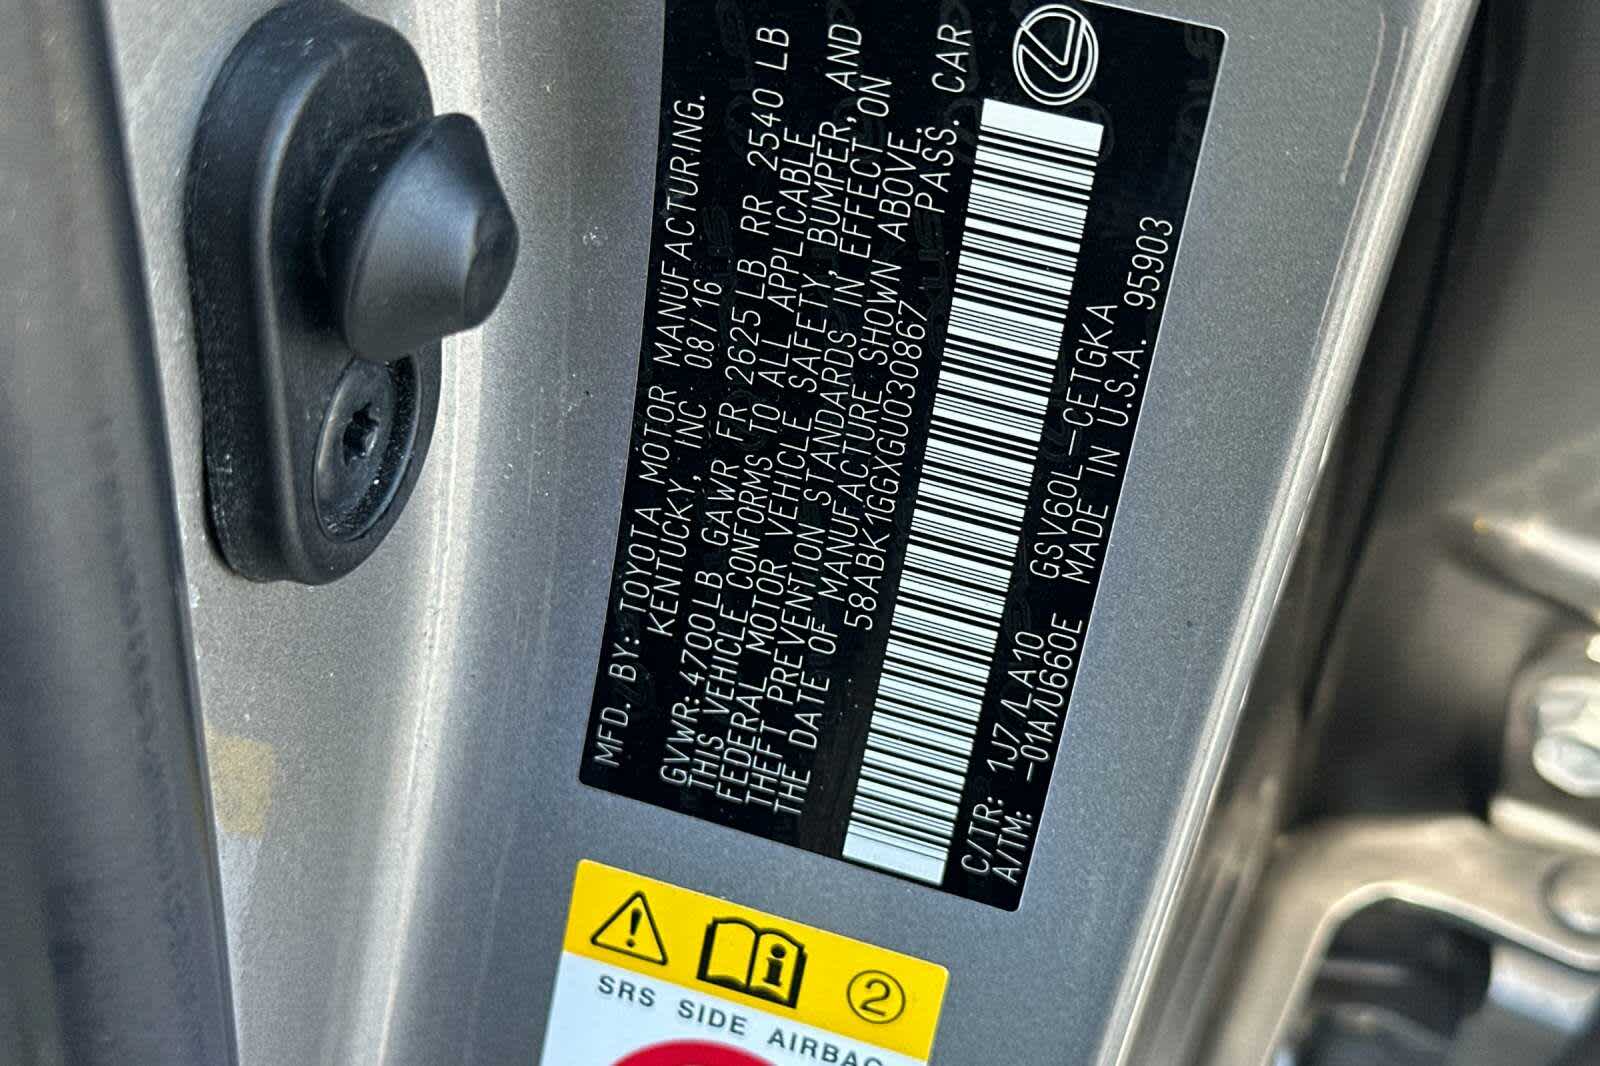 MFD. BY: TOYOTA MOTOR MANUFACTURING.
KENTUCKY, INC 08/16
GVWR: 4700LB GAWR FR 2625LB RR 2540 LB
THIS VEHICLE CONFORMS TO ALL APPLICABLE
FEDERAL MOTOR VEHICLE SAFETY, BUMPER, AND
THEFT PREVENTION STANDARDS IN EFFECT ON
THE DATE OF MANUFACTURE SHOWN ABOVE.
58ABK1GGXGU030867 PASS. CAR
C/TR: 1J7/LA10 GSV60L-CETGKA
A/TM: -01A/U660E MADE IN U.S.A. 95903
2
SRS SIDE AIRBAG